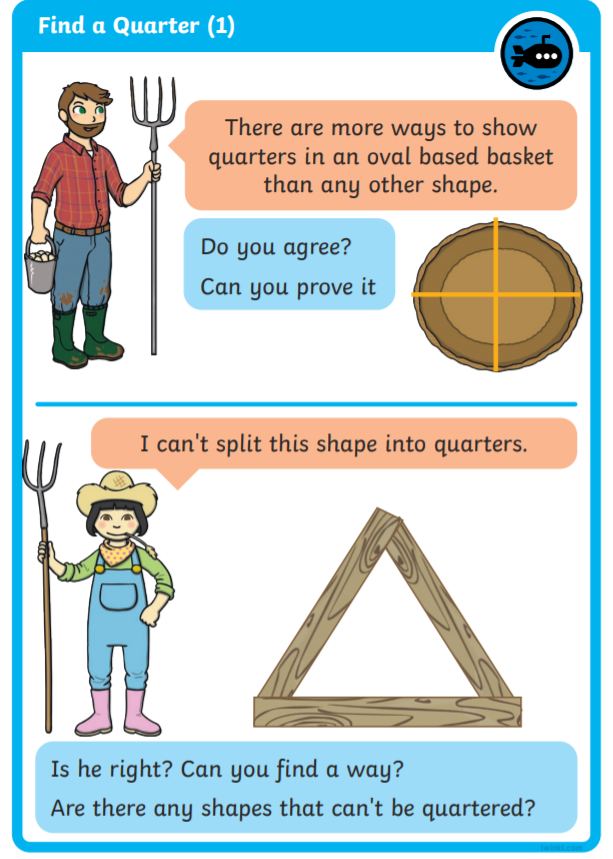 Find a Quarter (1)
There are more ways to show
quarters in an oval based basket
than any other shape.
Do you agree?
Can you prove it
I can't split this shape into quarters.
Is he right? Can you find a way?
Are there any shapes that can't be quartered?